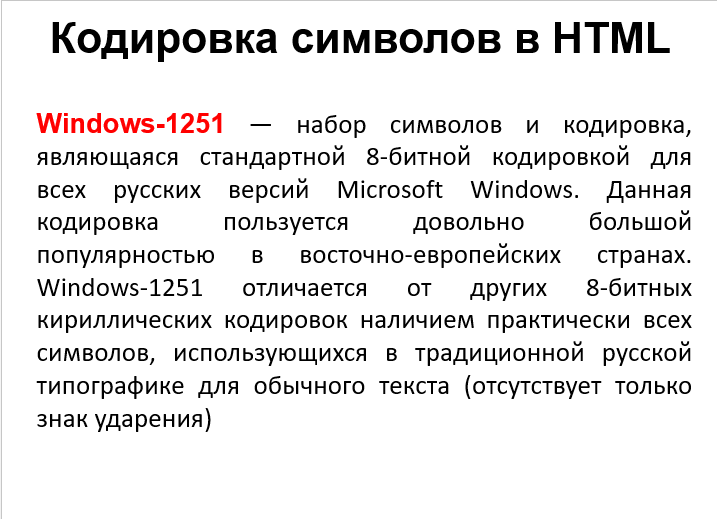 Кодировка символов в HTML
Windows-1251 — набор символов и кодировка,
являющаяся стандартной 8-битной кодировкой для
всех русских версий Microsoft Windows. Данная
кодировка пользуется довольно большой
популярностью в восточно-европейских странах.
Windows-1251 отличается от других 8-битных
кириллических кодировок наличием практически всех
символов, использующихся в традиционной русской
типографике для обычного текста (отсутствует только
знак ударения)